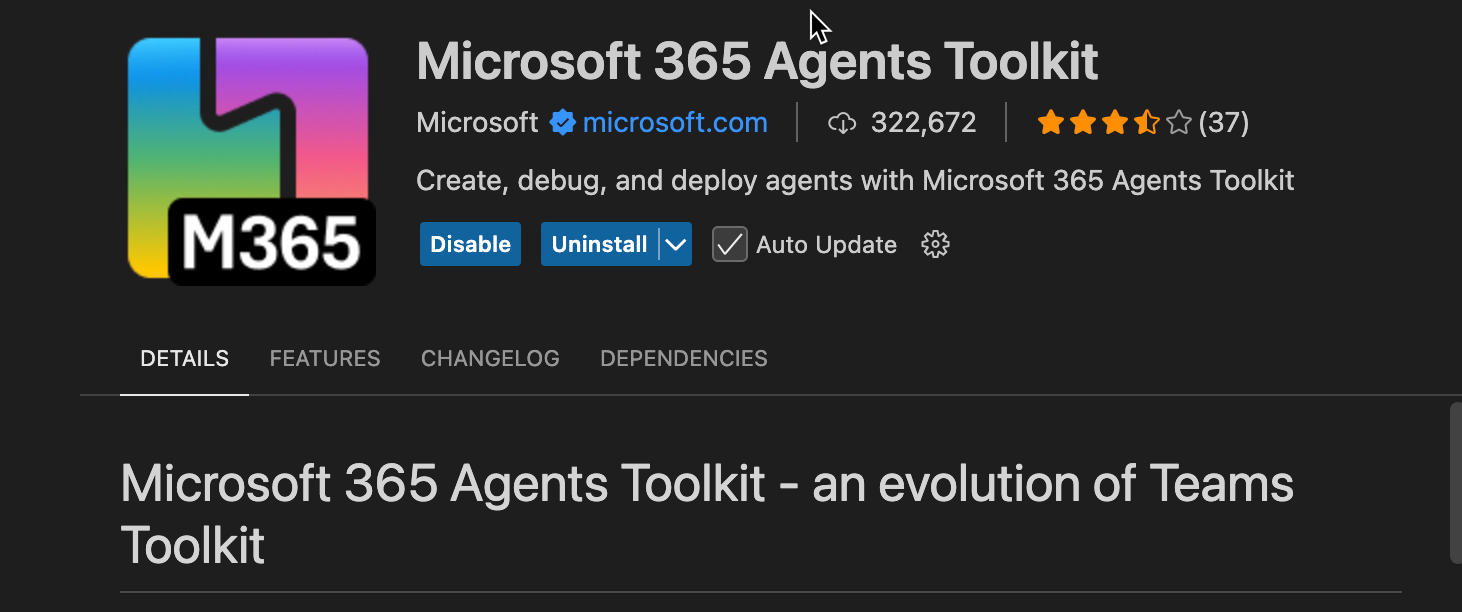 Microsoft 365 Agents Toolkit
Microsoft microsoft.com 322,672 (37)
Create, debug, and deploy agents with Microsoft 365 Agents Toolkit
M365
Disable Uninstall Auto Update
DETAILS FEATURES CHANGELOG DEPENDENCIES
Microsoft 365 Agents Toolkit - an evolution of Teams
Toolkit